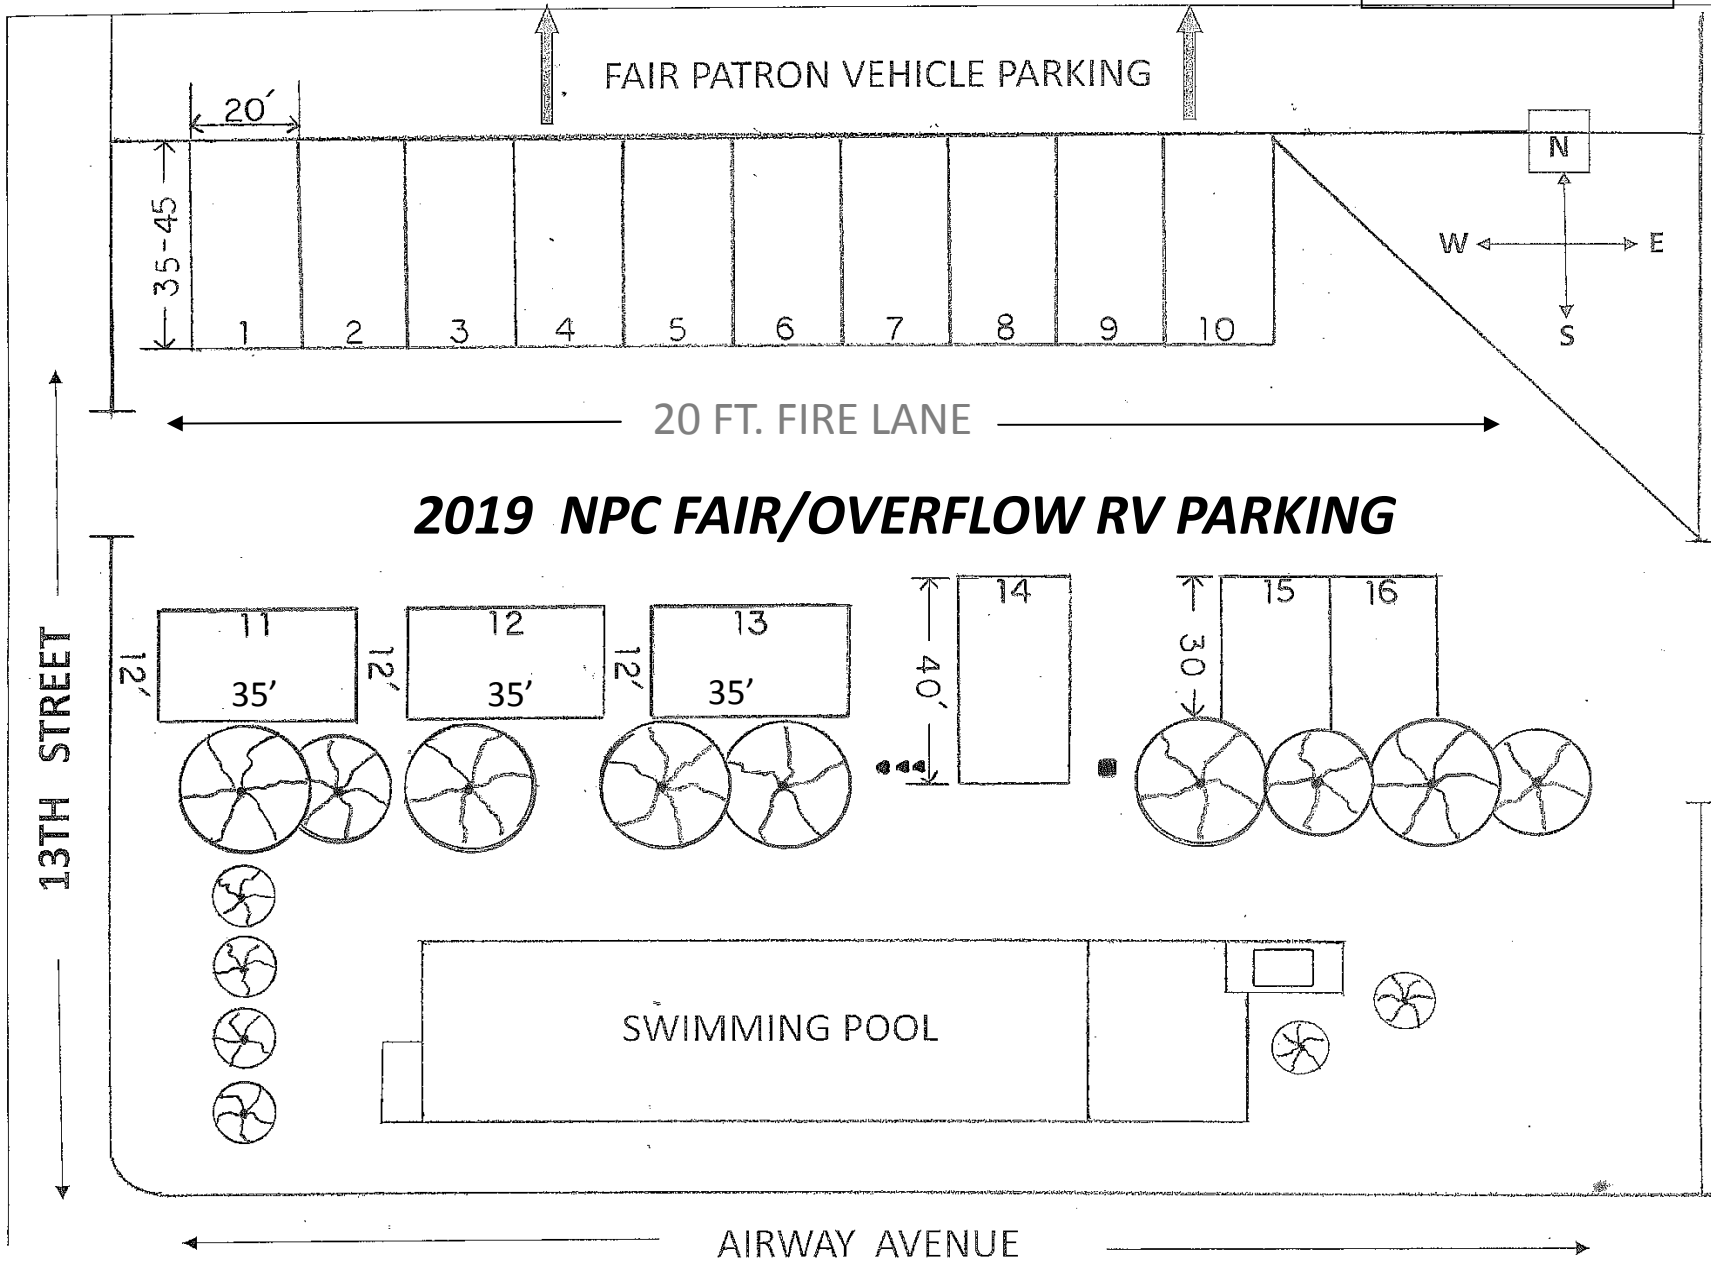 FAIR PATRON VEHICLE PARKING
20′
N
W E
S
35-45
1 2 3 4 5 6 7 8 9 10
20 FT. FIRE LANE
2019 NPC FAIR/OVERFLOW RV PARKING
13TH STREET
11
12
13
14
15
16
12′
35’
12′
35’
12′
35’
40′
30′
SWIMMING POOL
AIRWAY AVENUE